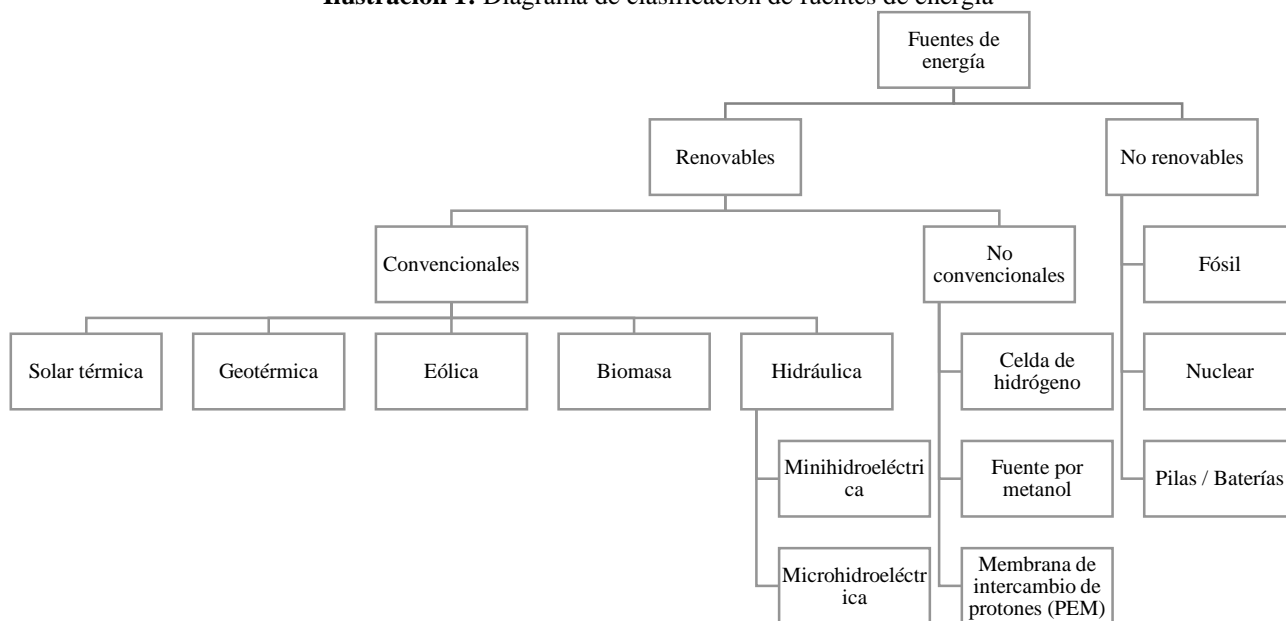 Ilustración 1. Diagrama de clasificación de fuentes de energía
Fuentes de
energía
Renovables
No renovables
Convencionales
No
convencionales
Fósil
Solar térmica
Geotérmica
Eólica
Biomasa
Hidráulica
Celda de
hidrógeno
Nuclear
Minihidroeléctri
ca
Fuente por
metanol
Pilas / Baterías
Microhidroeléctr
ica
Membrana de
intercambio de
protones (PEM)